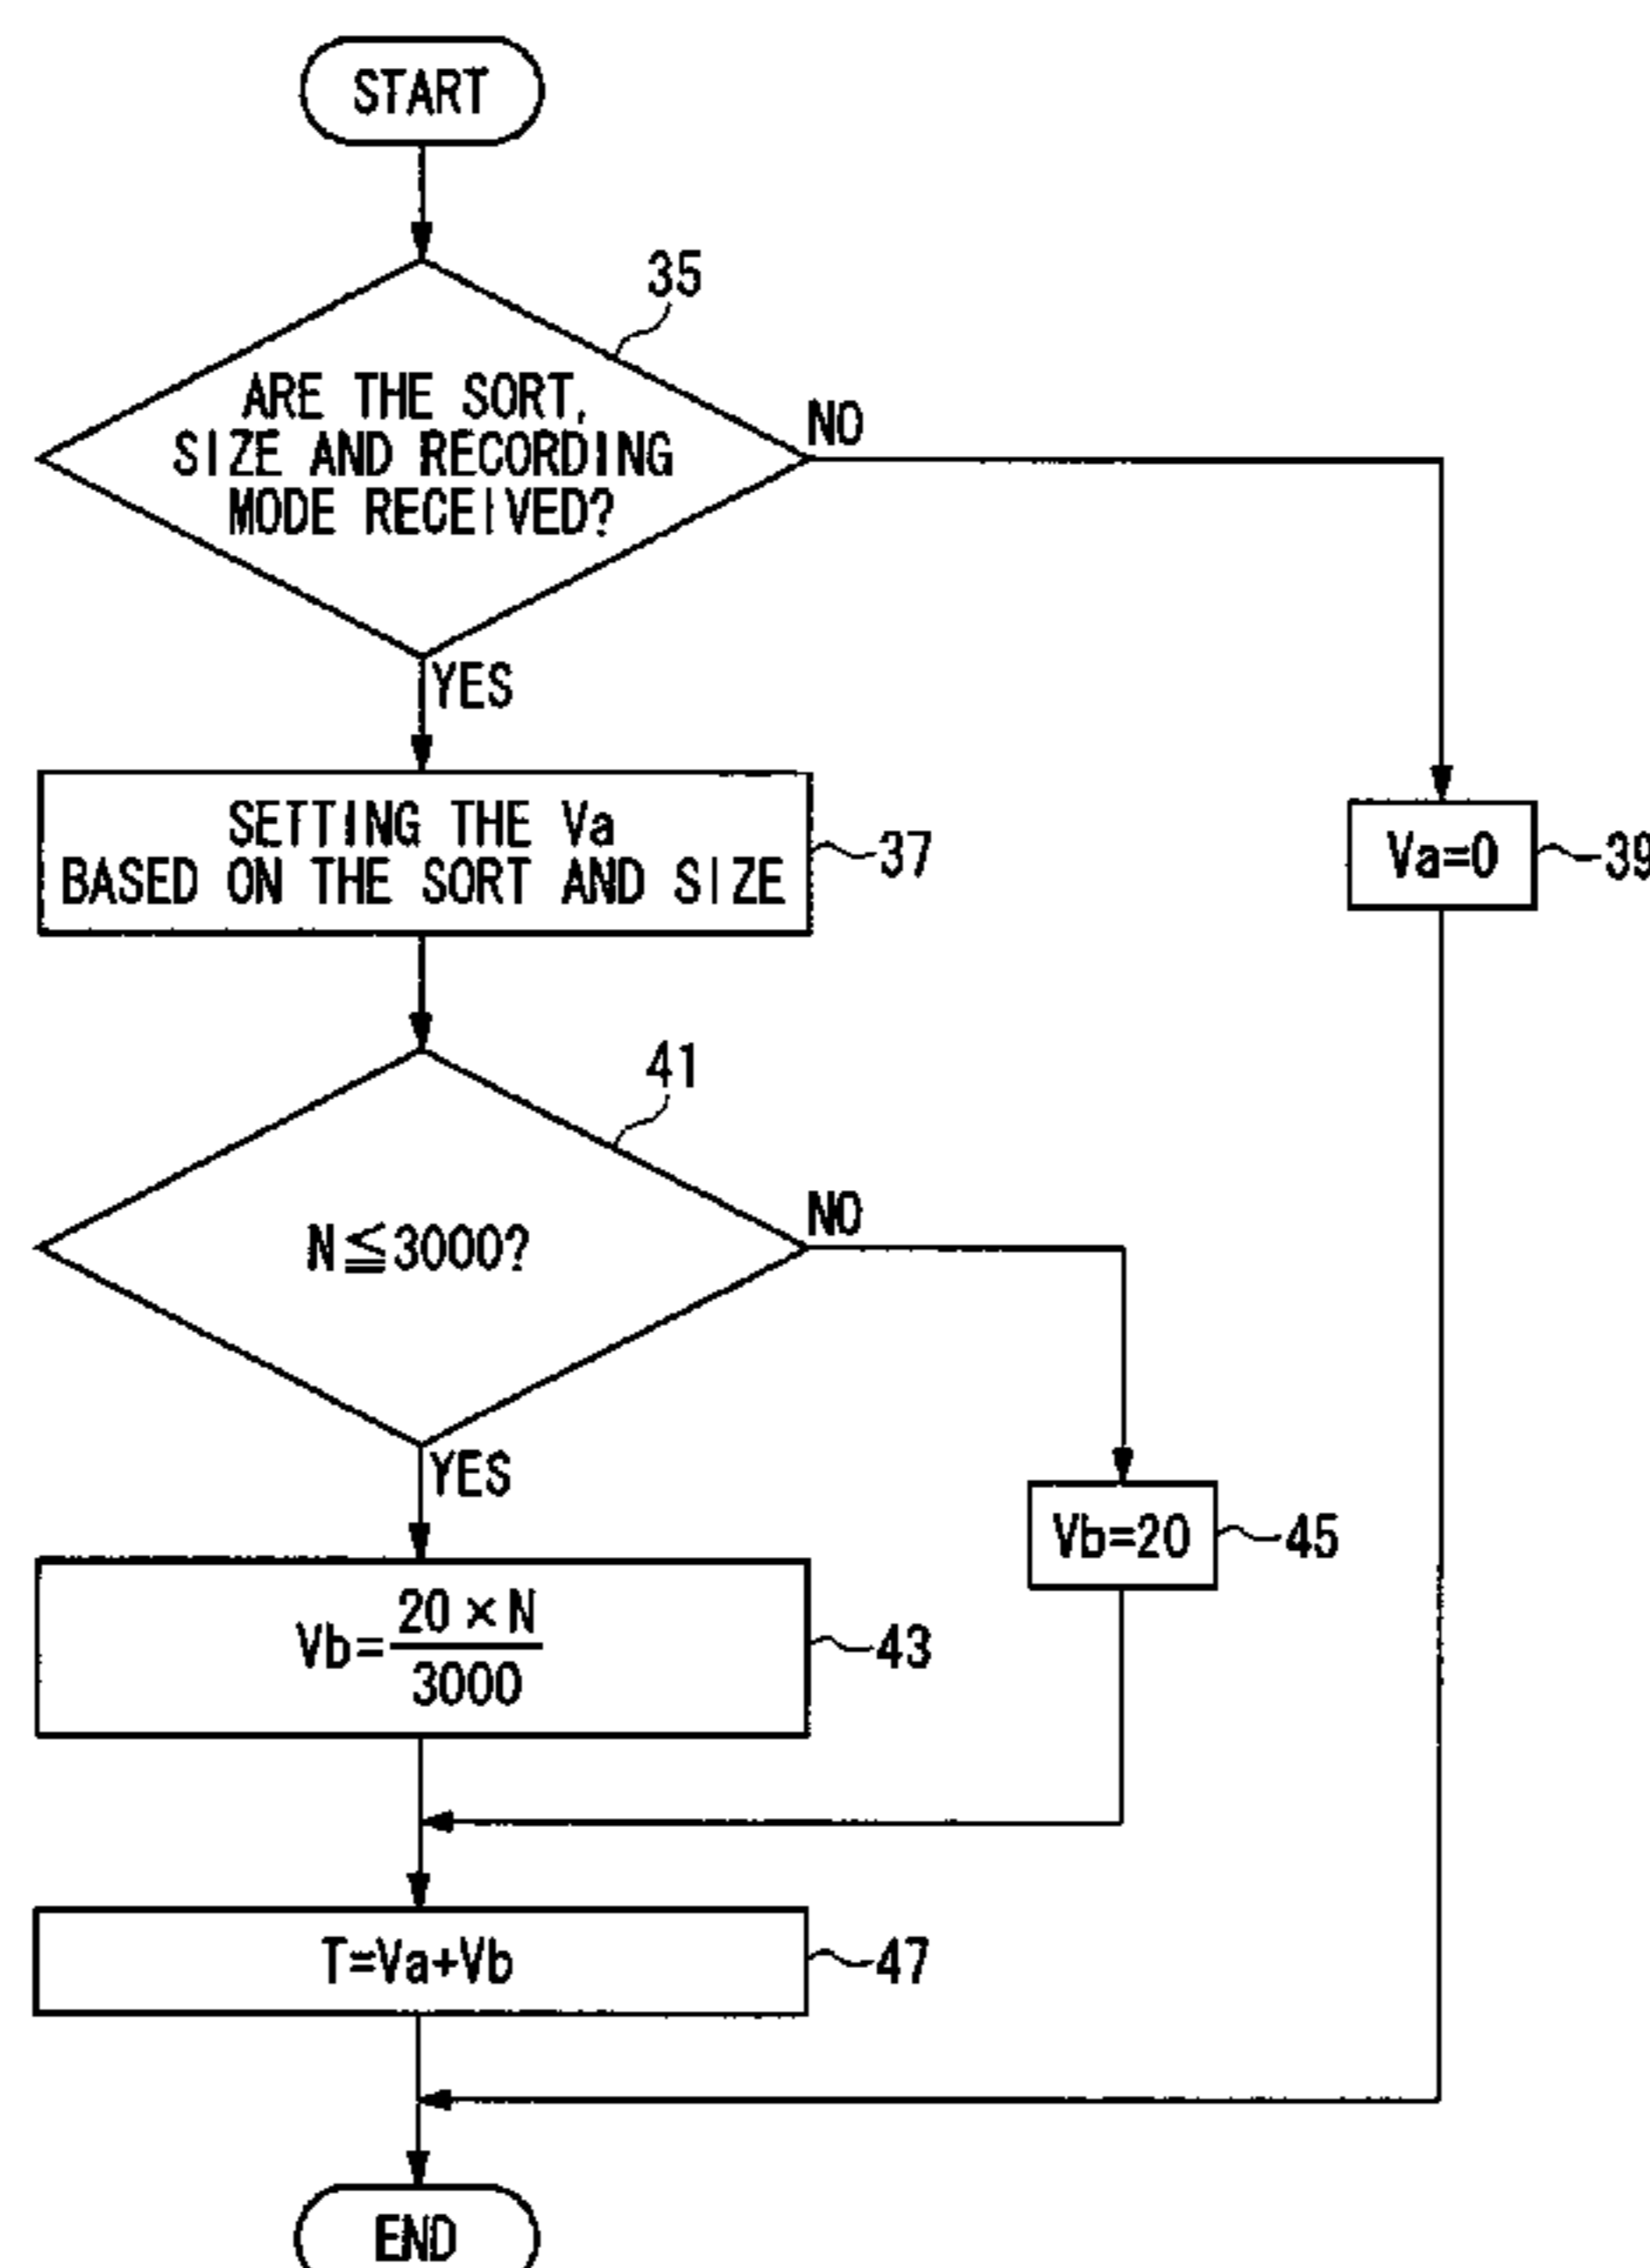 START
35
ARE THE SORT,
SIZE AND RECORDING
MODE RECEIVED?
NO
YES
SETTING THE Va
BASED ON THE SORT AND SIZE
37
Va=0
39
41
N≦3000?
NO
YES
Vb=20
45
Vb=20×N/3000
43
T=Va+Vb
47
END